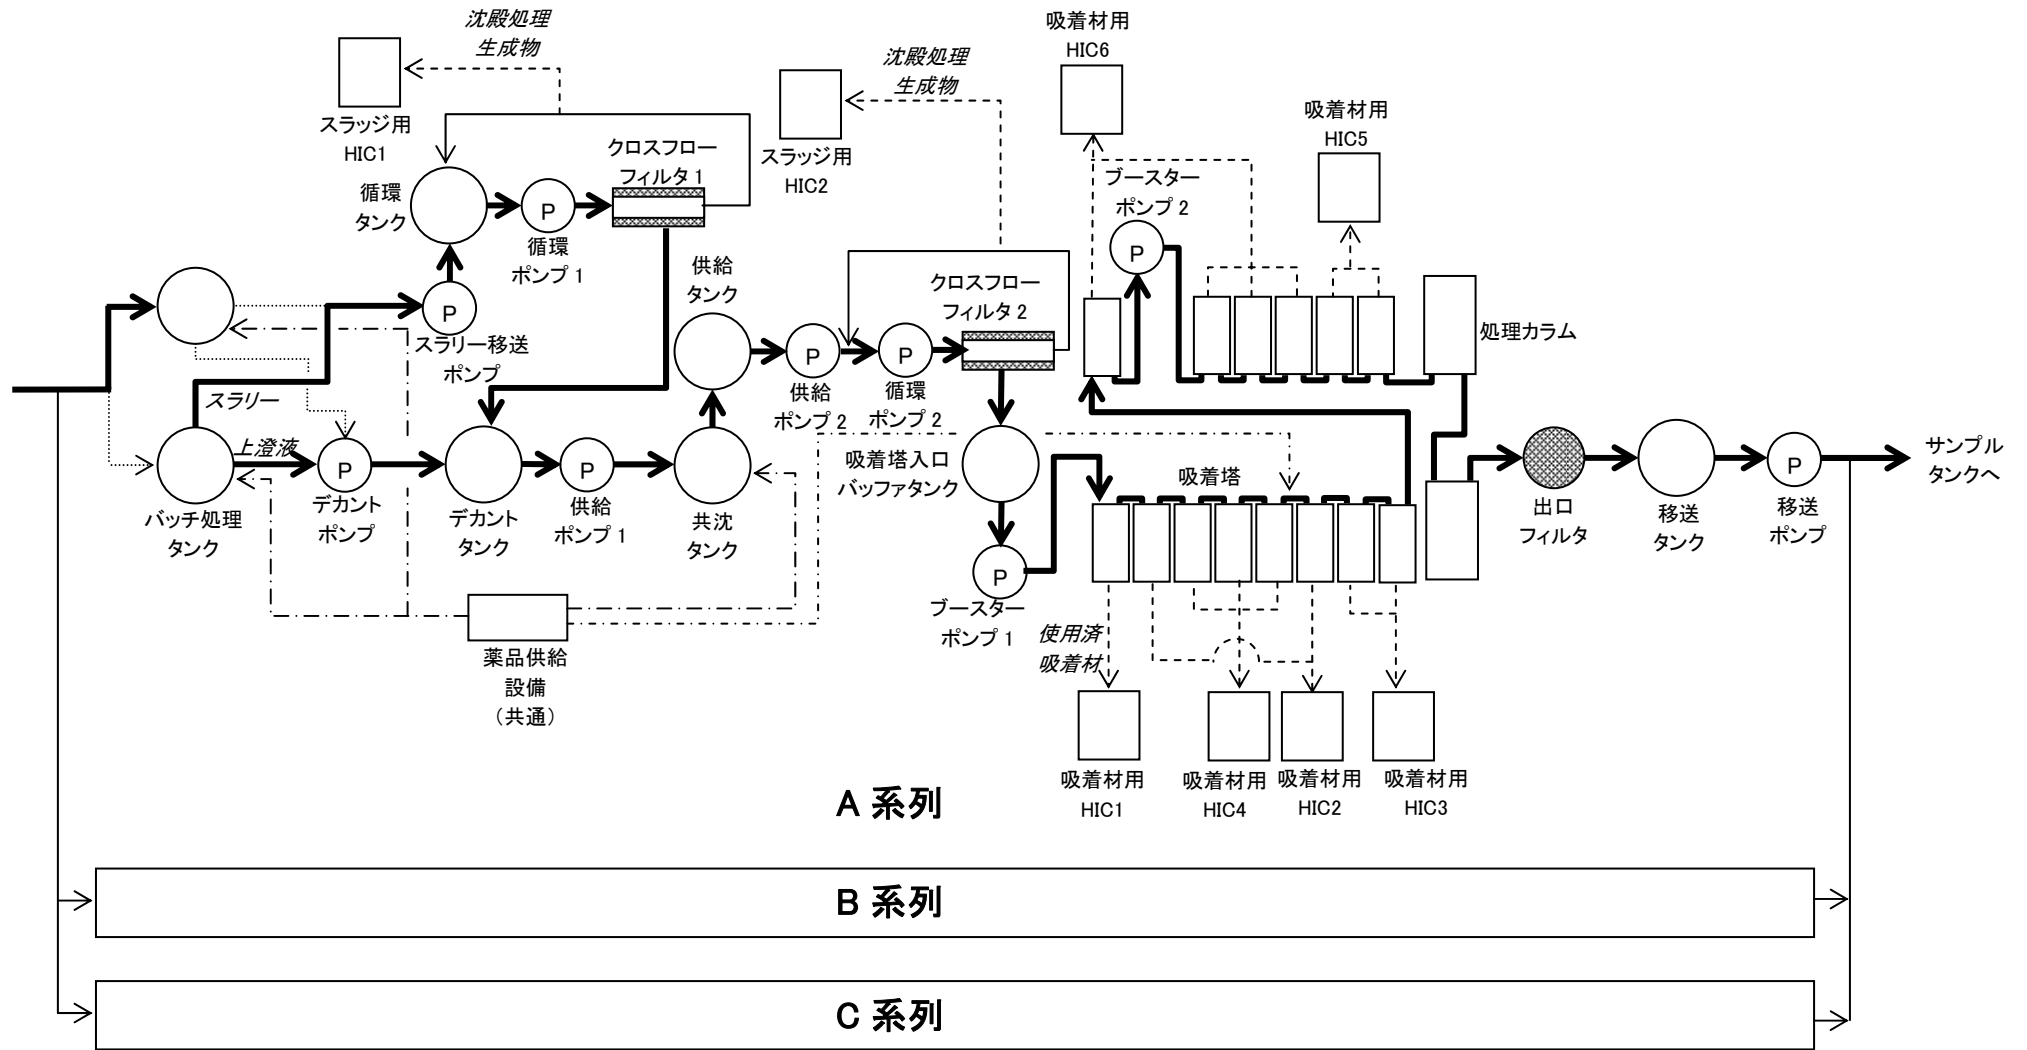 沈殿処理
生成物
スラッジ用
HIC1
沈殿処理
生成物
スラッジ用
HIC2
吸着材用
HIC6
吸着材用
HIC5
循環
タンク
P
循環
ポンプ 1
クロスフロー
フィルタ 1
P
スラリー移送
ポンプ
供給
タンク
P
供給
ポンプ 2
P
循環
ポンプ 2
クロスフロー
フィルタ 2
ブースター
ポンプ 2
P
処理カラム
スラリー
上澄液
バッチ処理
タンク
P
デカント
ポンプ
デカント
タンク
P
供給
ポンプ 1
共沈
タンク
吸着塔入口
バッファタンク
P
ブースター
ポンプ 1
吸着塔
出口
フィルタ
移送
タンク
P
移送
ポンプ
サンプル
タンクへ
薬品供給
設備
（共通）
使用済
吸着材
吸着材用
HIC1
吸着材用
HIC4
吸着材用
HIC2
吸着材用
HIC3
A 系列
B 系列
C 系列